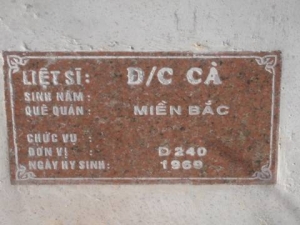 LIỆT SĨ : Đ/C CÀ
SINH NĂM :
QUÊ QUÁN : MIỀN BẮC
CHỨC VỤ :
ĐƠN VỊ : D 240
NGÀY HY SINH : 1969